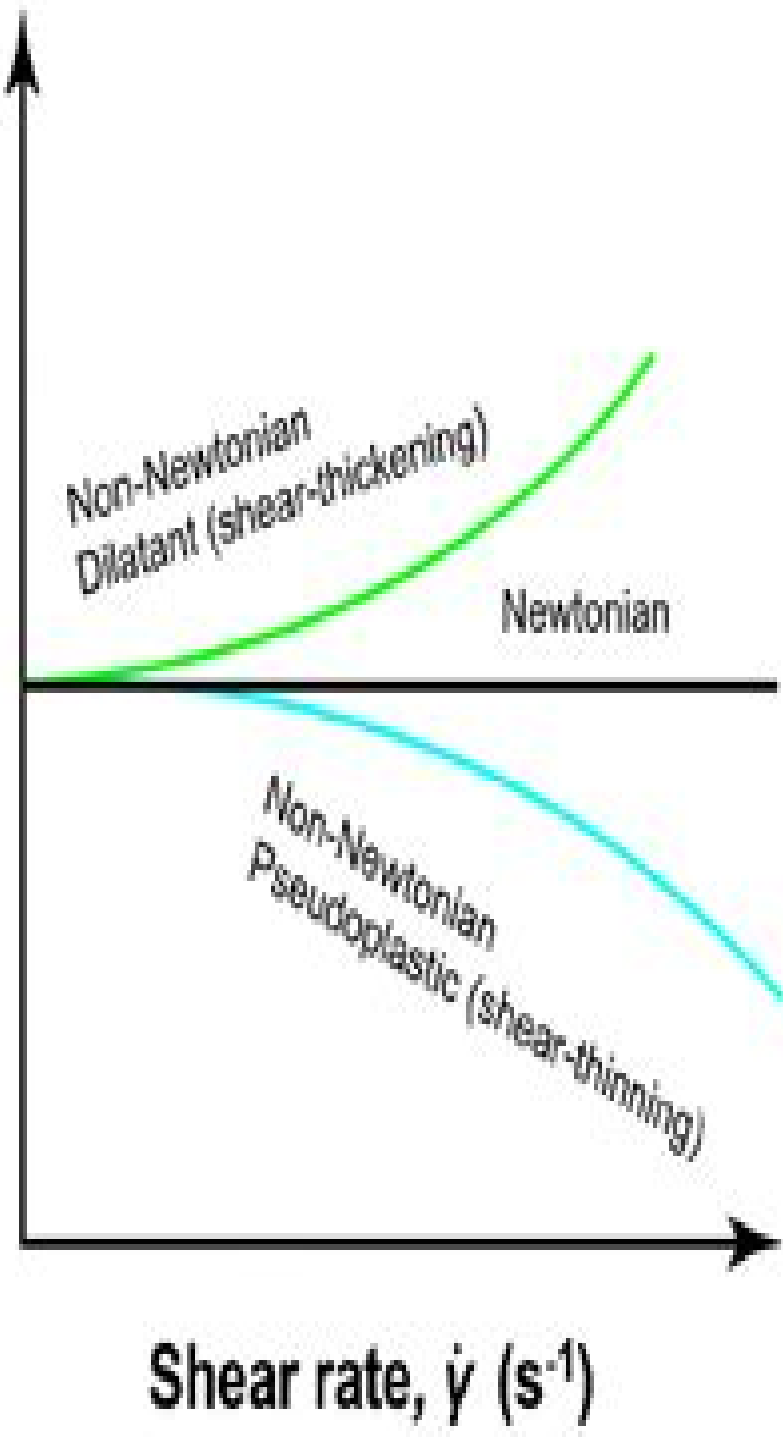 Non-Newtonian
Dilatant (shear-thickening)
Newtonian
Non-Newtonian
Pseudoplastic (shear-thinning)
Shear rate, γ̇ (s⁻¹)